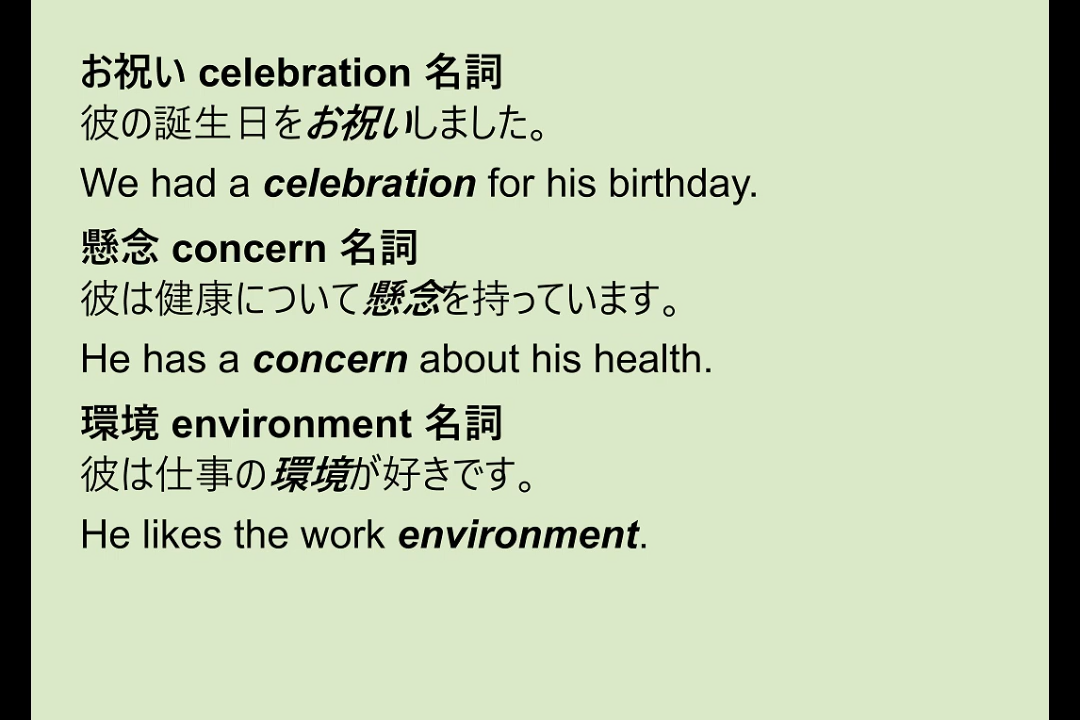 お祝い celebration 名詞
彼の誕生日をお祝いしました。
We had a celebration for his birthday.
懸念 concern 名詞
彼は健康について懸念を持っています。
He has a concern about his health.
環境 environment 名詞
彼は仕事の環境が好きです。
He likes the work environment.